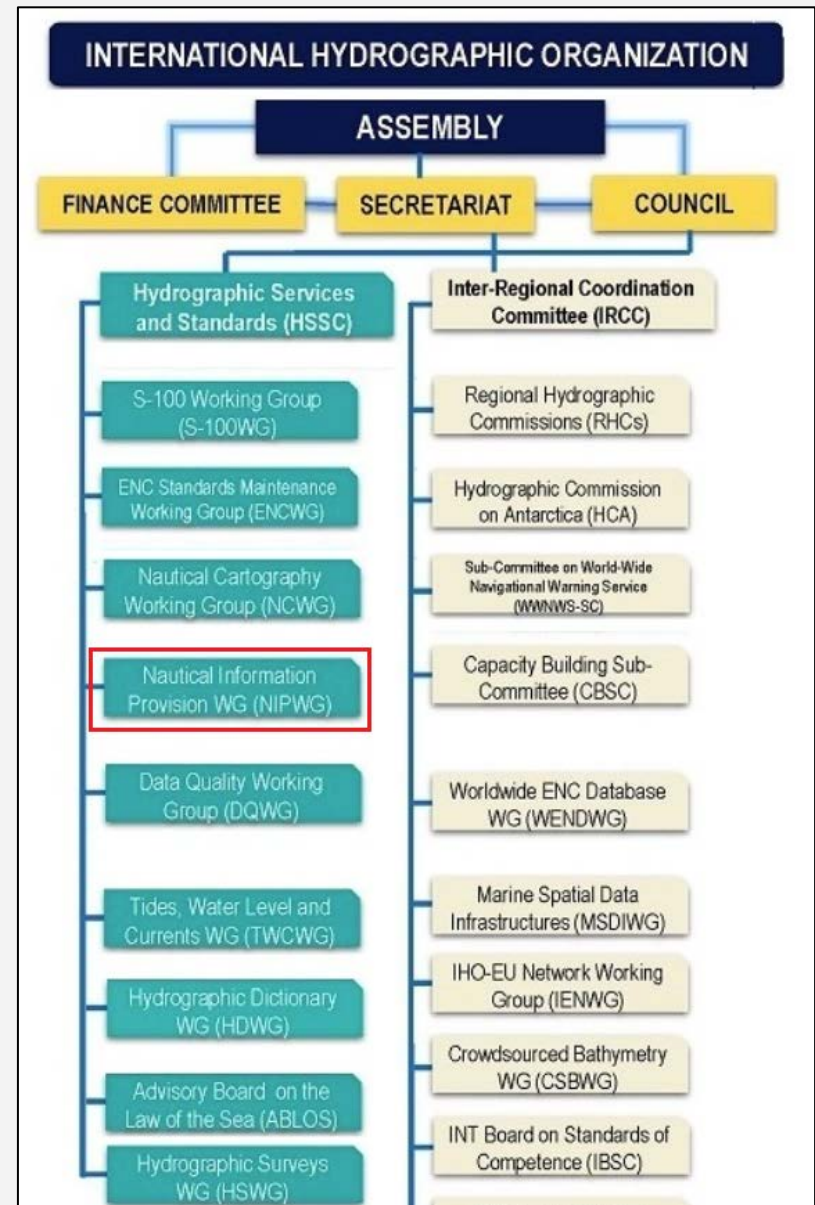 INTERNATIONAL HYDROGRAPHIC ORGANIZATION
ASSEMBLY
FINANCE COMMITTEE
SECRETARIAT
COUNCIL
Hydrographic Services
and Standards (HSSC)
S-100 Working Group
(S-100WG)
ENC Standards Maintenance
Working Group (ENCWG)
Nautical Cartography
Working Group (NCWG)
Nautical Information
Provision WG (NIPWG)
Data Quality Working
Group (DQWG)
Tides, Water Level and
Currents WG (TWCWG)
Hydrographic Dictionary
WG (HDWG)
Advisory Board on the
Law of the Sea (ABLOS)
Hydrographic Surveys
WG (HSWG)
Inter-Regional Coordination
Committee (IRCC)
Regional Hydrographic
Commissions (RHCs)
Hydrographic Commission
on Antarctica (HCA)
Sub-Committee on World-Wide
Navigational Warning Service
(WWNWS-SC)
Capacity Building Sub-
Committee (CBSC)
Worldwide ENC Database
WG (WENDWG)
Marine Spatial Data
Infrastructures (MSDIWG)
IHO-EU Network Working
Group (IENWG)
Crowdsourced Bathymetry
WG (CSBWG)
INT Board on Standards of
Competence (IBSC)